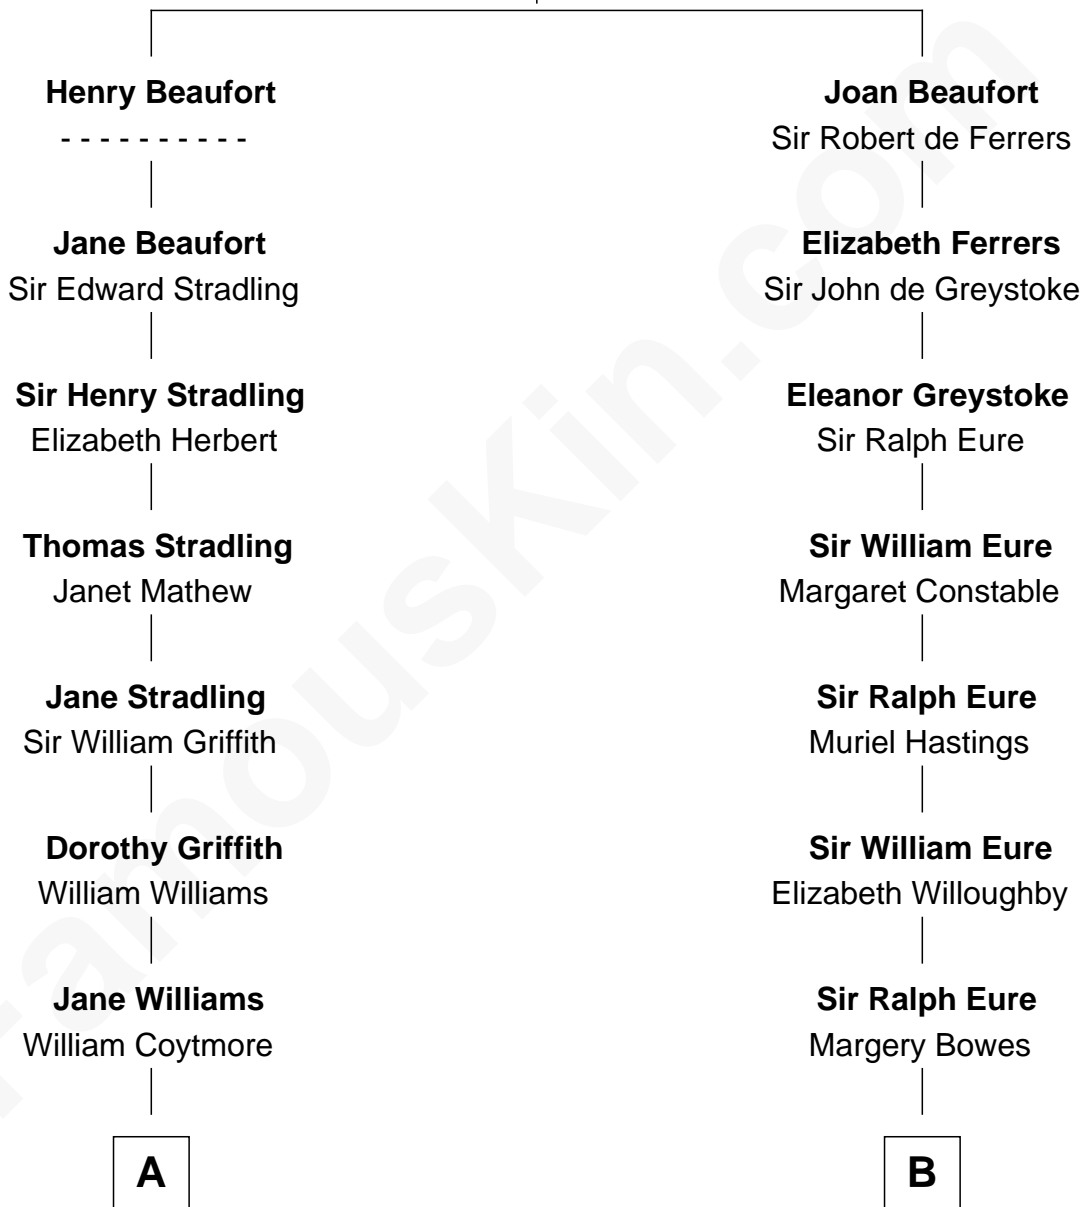 Henry Beaufort
- - - - - - - - - -
Jane Beaufort
Sir Edward Stradling
Sir Henry Stradling
Elizabeth Herbert
Thomas Stradling
Janet Mathew
Jane Stradling
Sir William Griffith
Dorothy Griffith
William Williams
Jane Williams
William Coytmore
A
Joan Beaufort
Sir Robert de Ferrers
Elizabeth Ferrers
Sir John de Greystoke
Eleanor Greystoke
Sir Ralph Eure
Sir William Eure
Margaret Constable
Sir Ralph Eure
Muriel Hastings
Sir William Eure
Elizabeth Willoughby
Sir Ralph Eure
Margery Bowes
B
FamousKin.com